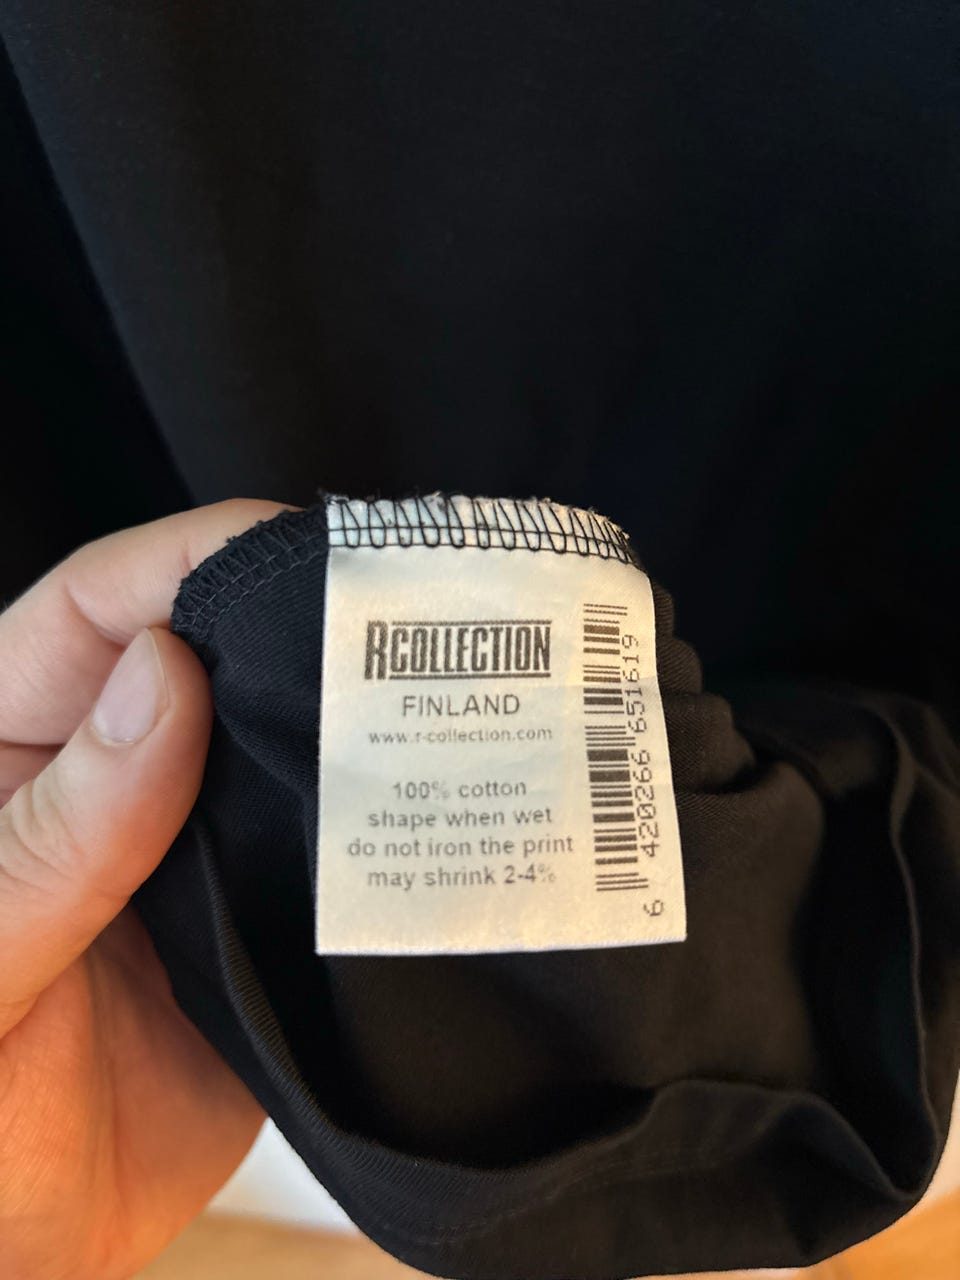 RCOLLECTION
FINLAND
www.r-collection.com
100% cotton
shape when wet
do not iron the print
may shrink 2-4%
6 420266 651619